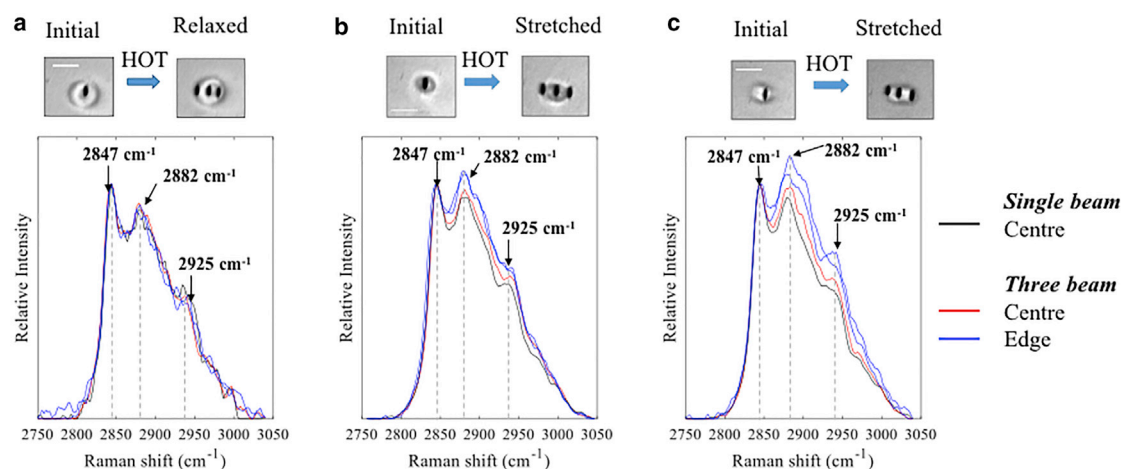 a
Initial
Relaxed
HOT
2847 cm-1
2882 cm-1
2925 cm-1
Relative Intensity
2750 2800 2850 2900 2950 3000 3050
Raman shift (cm-1)
b
Initial
Stretched
HOT
2847 cm-1
2882 cm-1
2925 cm-1
Relative Intensity
2750 2800 2850 2900 2950 3000 3050
Raman shift (cm-1)
c
Initial
Stretched
HOT
2847 cm-1
2882 cm-1
2925 cm-1
Relative Intensity
2750 2800 2850 2900 2950 3000 3050
Raman shift (cm-1)
Single beam
Centre
Three beam
Centre
Edge